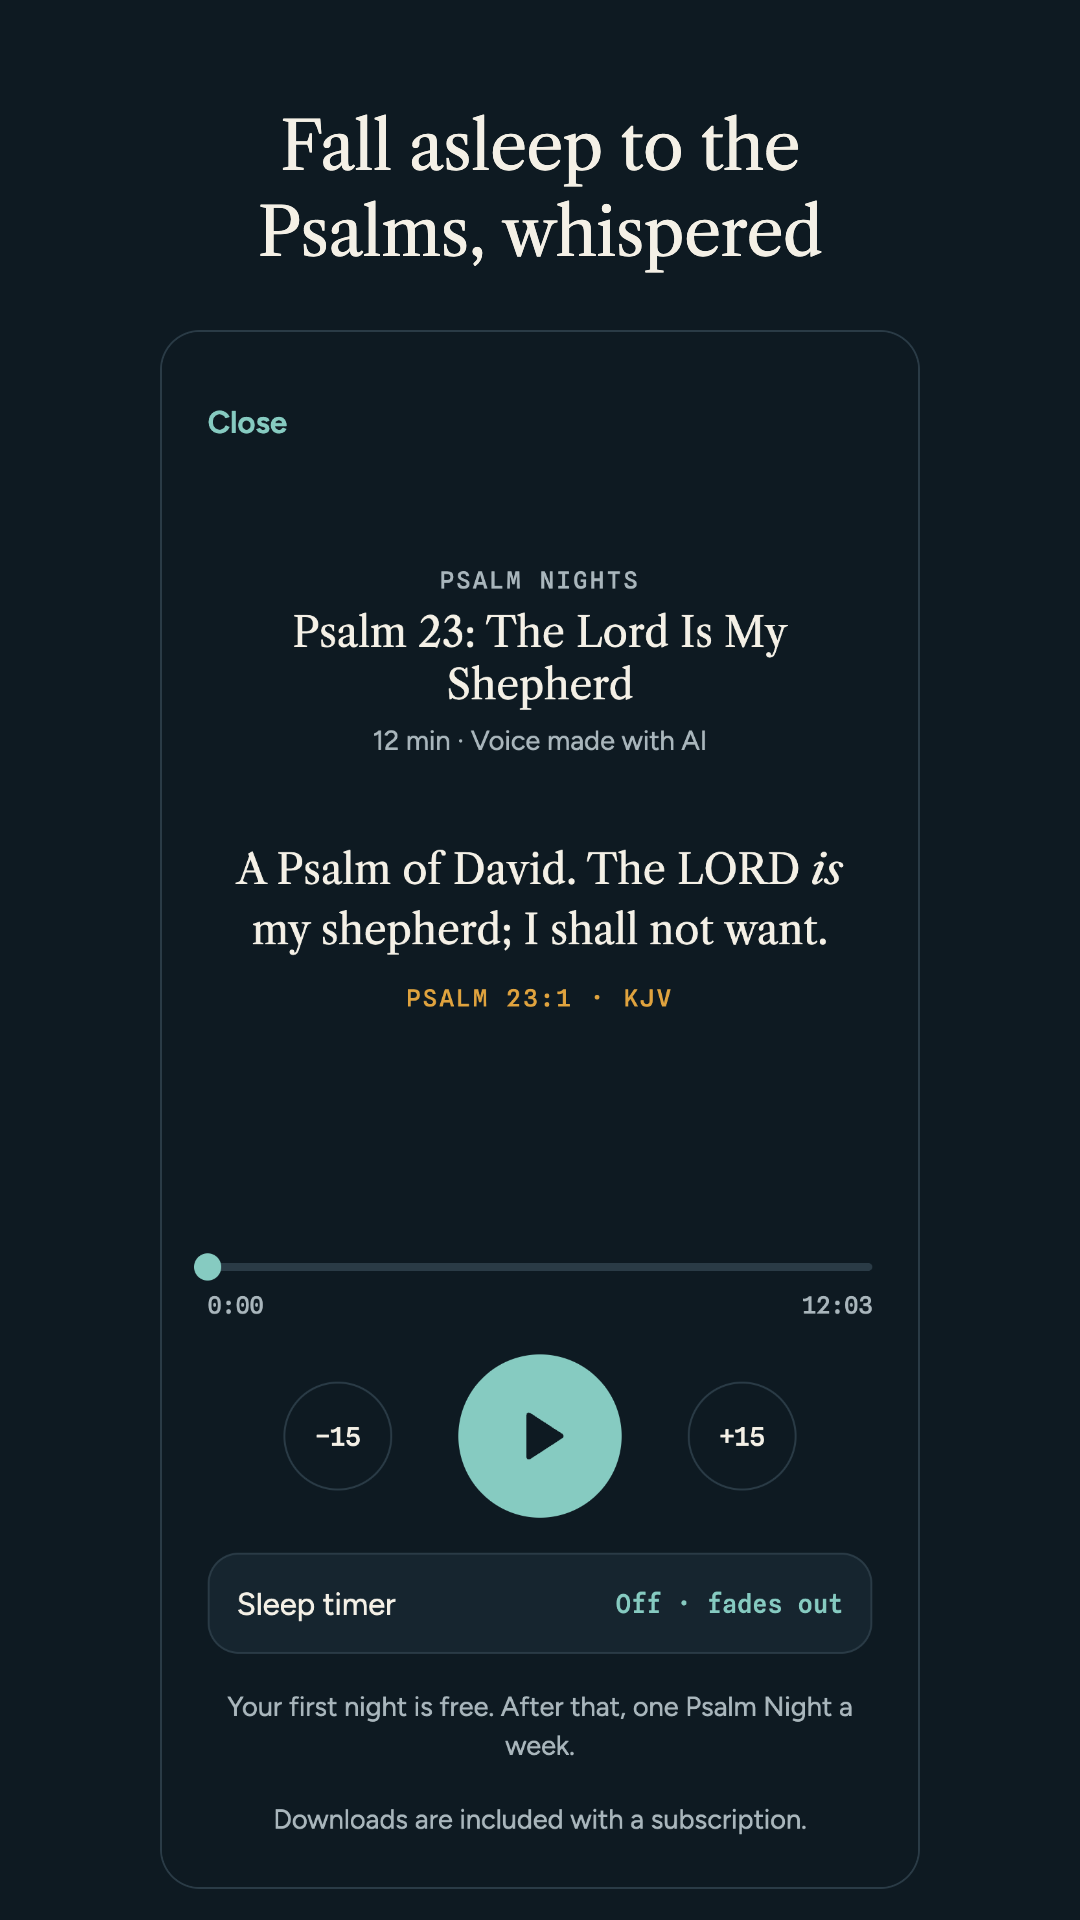 Fall asleep to the
Psalms, whispered
Close
PSALM NIGHTS
Psalm 23: The Lord Is My
Shepherd
12 min · Voice made with AI
A Psalm of David. The LORD is
my shepherd; I shall not want.
PSALM 23:1 · KJV
0:00
12:03
−15
+15
Sleep timer
Off · fades out
Your first night is free. After that, one Psalm Night a
week.
Downloads are included with a subscription.